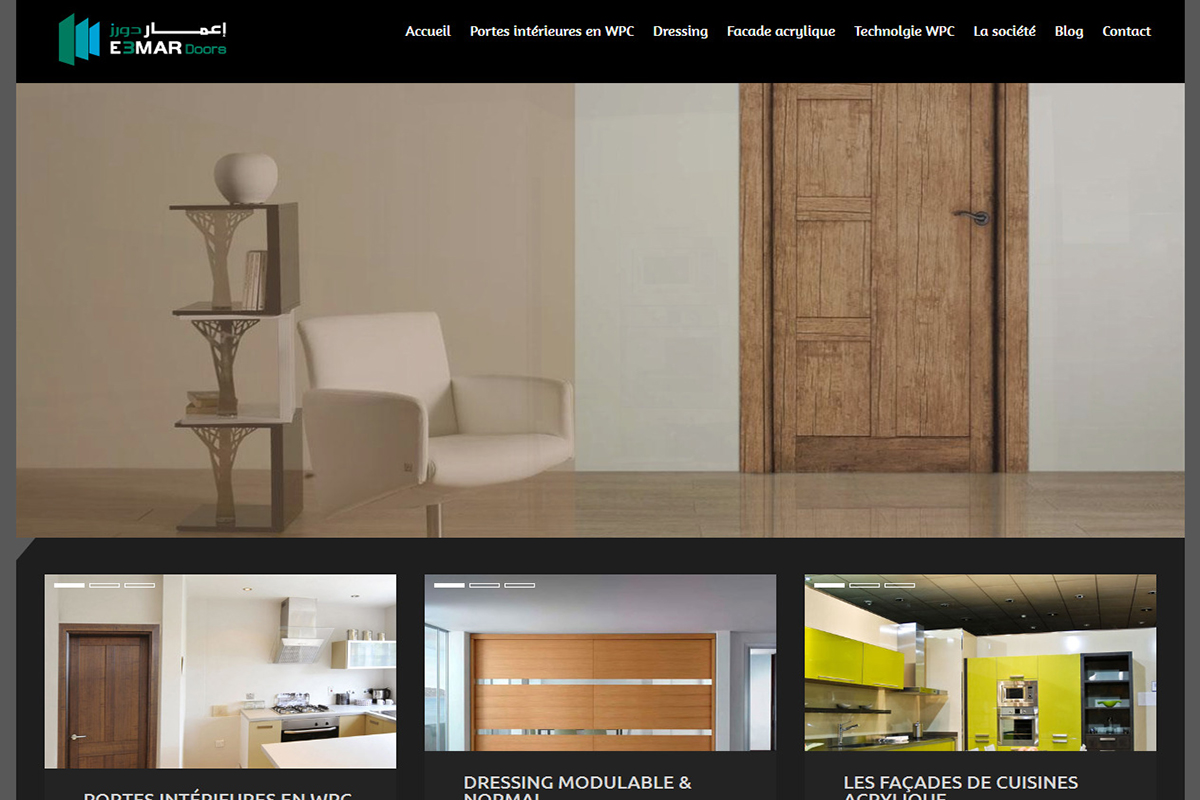 إعمــار دورز
E3MAR Doors
Accueil Portes intérieures en WPC Dressing Facade acrylique Technolgie WPC La société Blog Contact
PORTES INTÉRIEURES EN WPC
DRESSING MODULABLE &
NORMAL
LES FAÇADES DE CUISINES
ACRYLIQUE